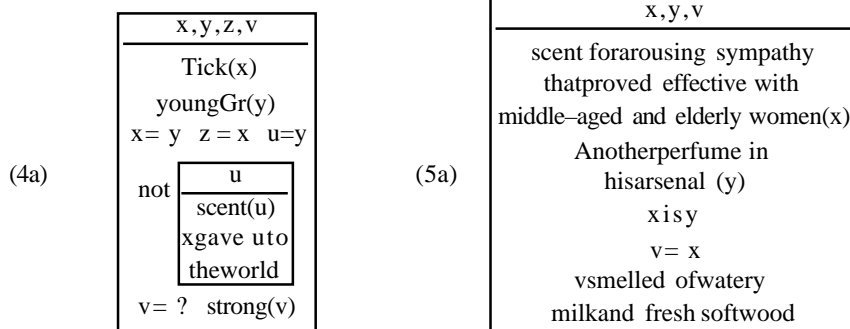 (4a)
x,y,z,v
Tick(x)
youngGr(y)
x= y z = x u=y
not
u
scent(u)
xgave uto
theworld
v= ? strong(v)
(5a)
x,y,v
scent forarousing sympathy
thatproved effective with
middle–aged and elderly women(x)
Anotherperfume in
hisarsenal (y)
x i s y
v= x
vsmelled ofwatery
milkand fresh softwood